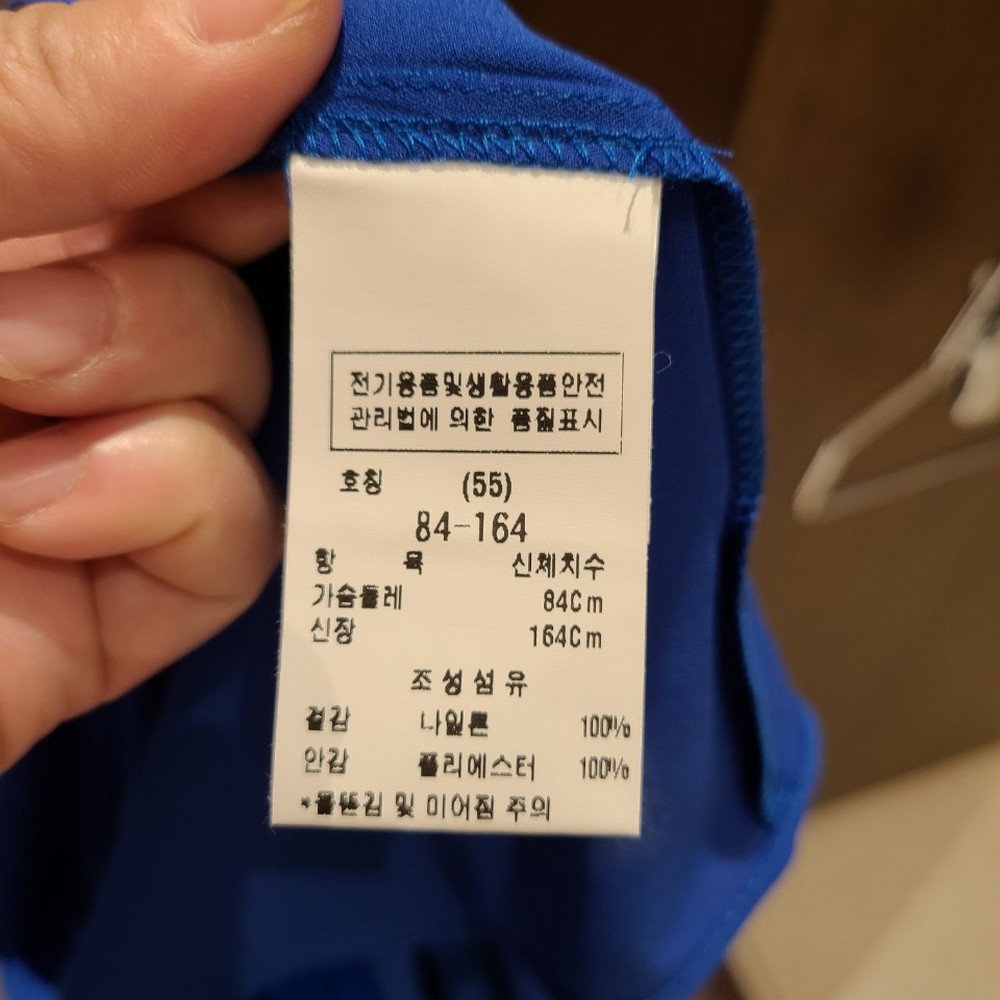 전기용품및생활용품안전
관리법에 의한 품질표시
호칭 (55)
84-164
항 목 신체치수
가슴둘레 84Cm
신장 164Cm
조성섬유
겉감 나일론 100%
안감 폴리에스터 100%
*올뜯김 및 미어짐 주의